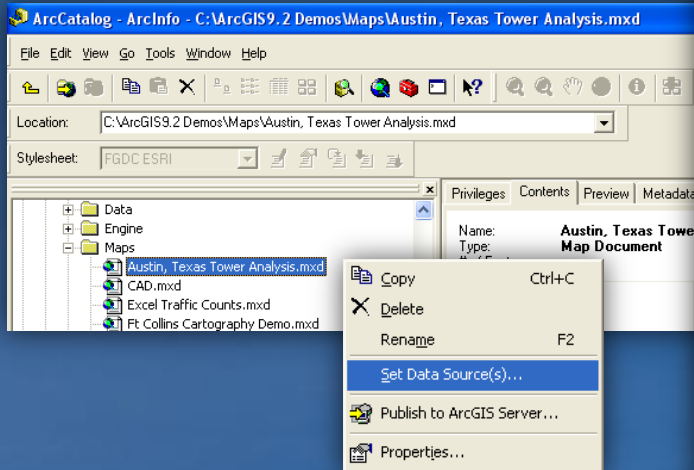 ArcCatalog - ArcInfo - C:\ArcGIS9.2 Demos\Maps\Austin, Texas Tower Analysis.mxd
File Edit View Go Tools Window Help
Location: C:\ArcGIS9.2 Demos\Maps\Austin, Texas Tower Analysis.mxd
Stylesheet: FGDC ESRI
Privileges Contents Preview Metadata
Data
Engine
Maps
Austin, Texas Tower Analysis.mxd
CAD.mxd
Excel Traffic Counts.mxd
Ft Collins Cartography Demo.mxd
Name: Austin, Texas Towe
Type: Map Document
Copy Ctrl+C
Delete
Rename F2
Set Data Source(s)...
Publish to ArcGIS Server...
Properties...